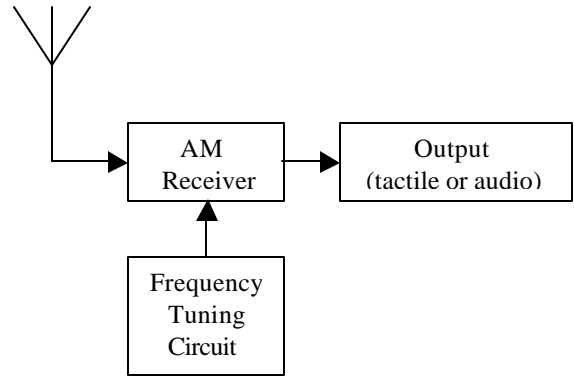 AM
Receiver
Output
(tactile or audio)
Frequency
Tuning
Circuit